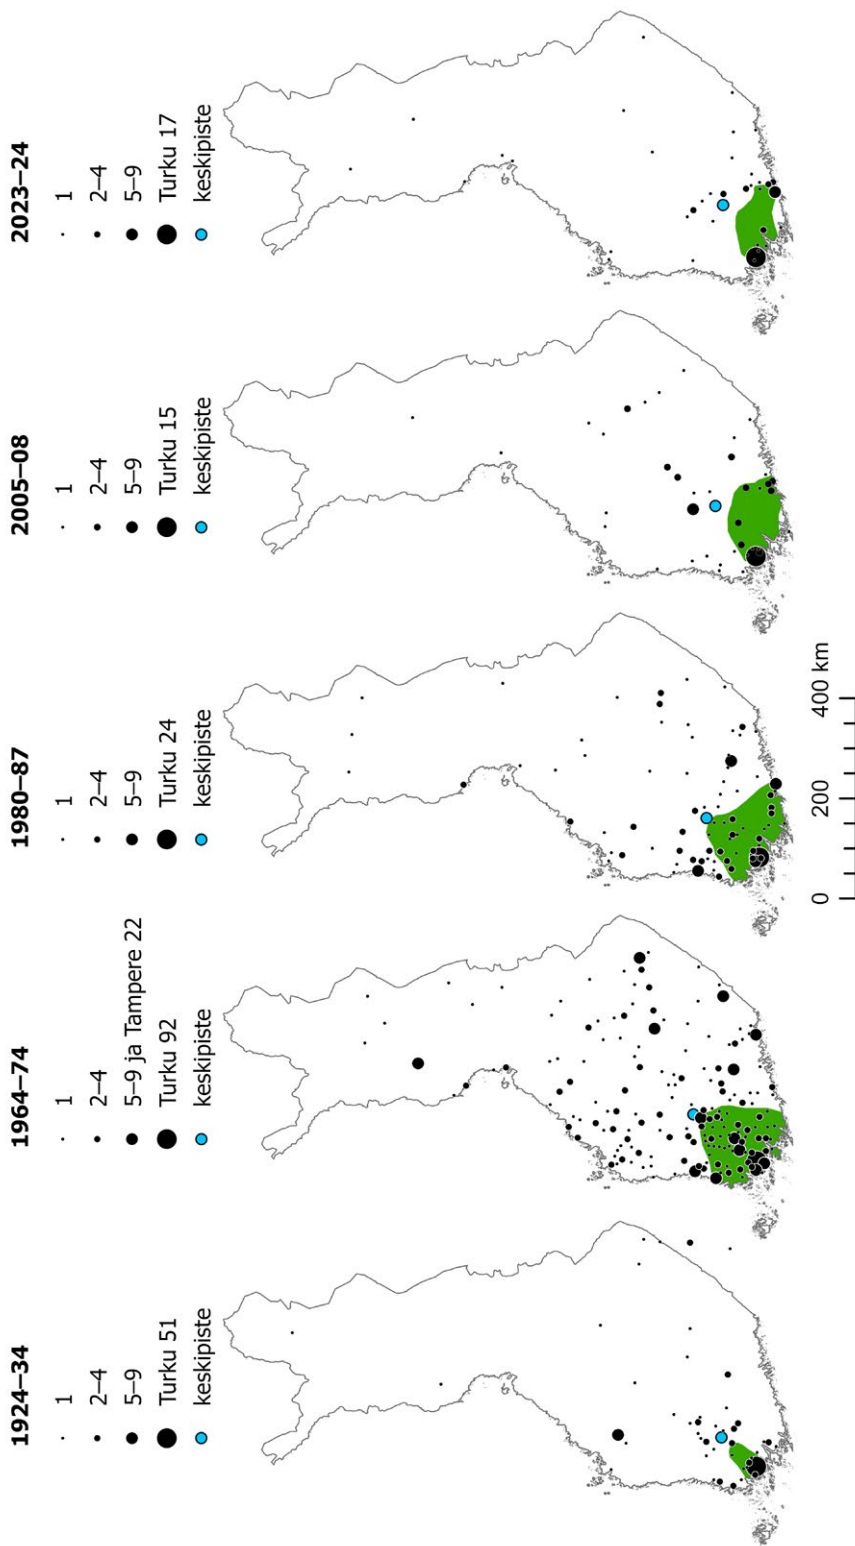 1924–34
1
2–4
5–9
Turku 51
keskipiste
1964–74
1
2–4
5–9 ja Tampere 22
Turku 92
keskipiste
1980–87
1
2–4
5–9
Turku 24
keskipiste
2005–08
1
2–4
5–9
Turku 15
keskipiste
2023–24
1
2–4
5–9
Turku 17
keskipiste
0 200 400 km